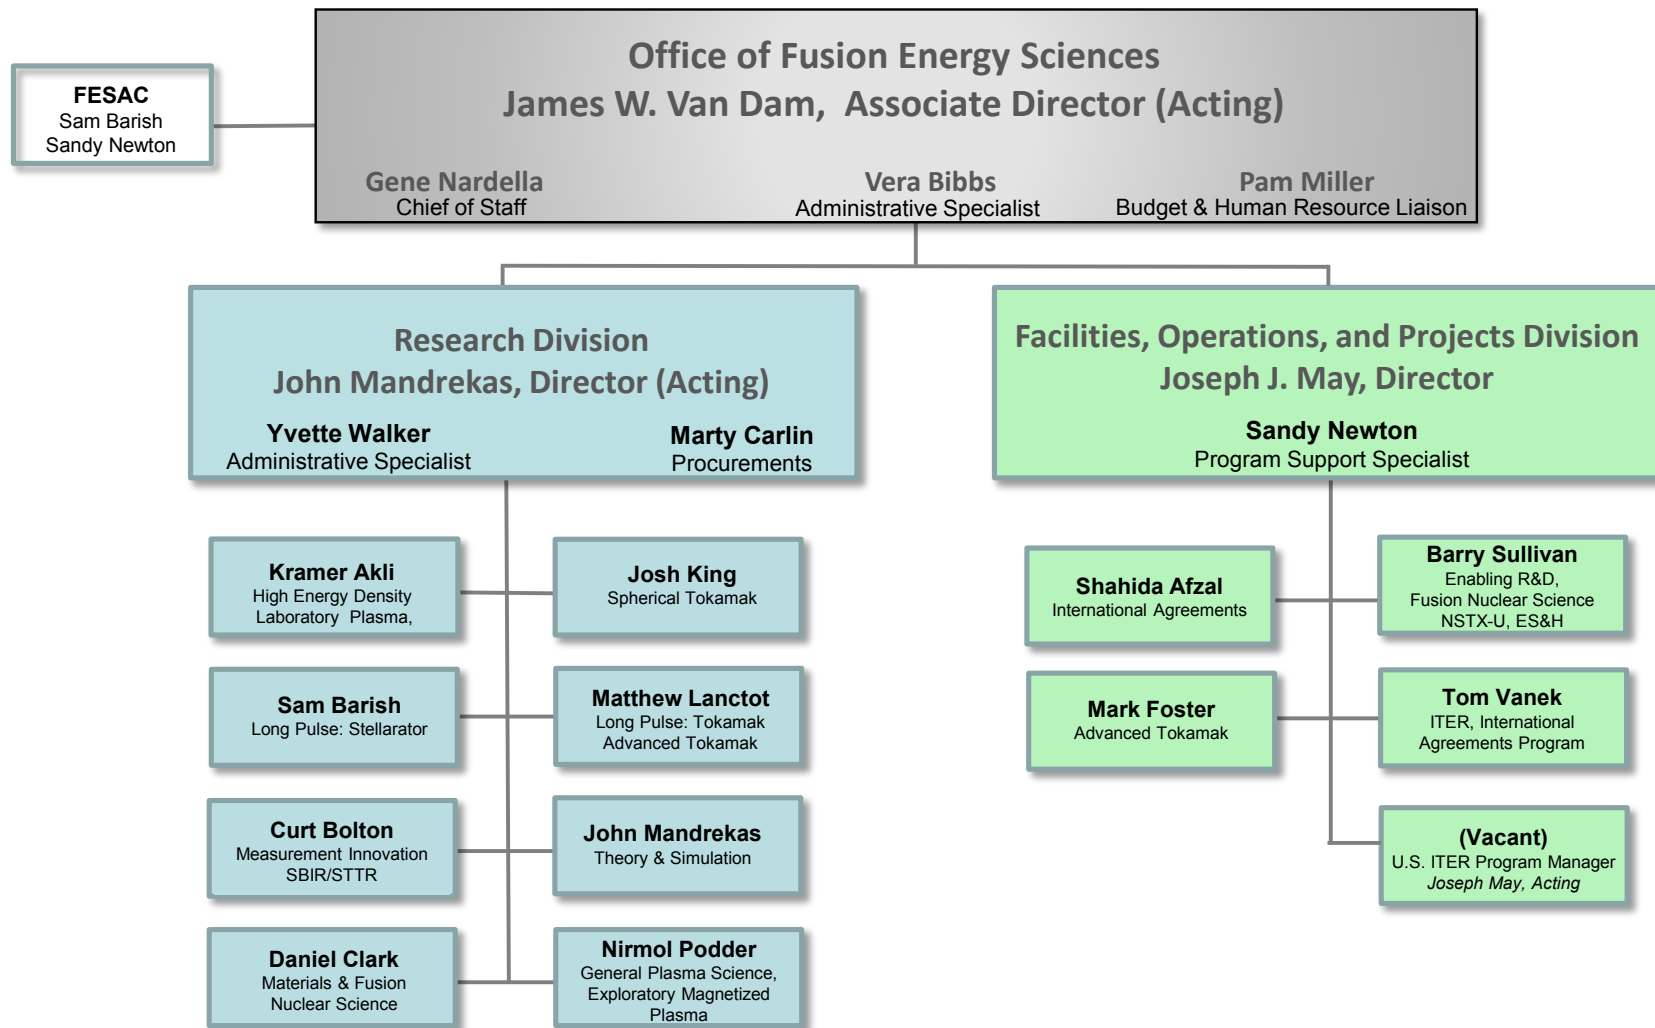 Office of Fusion Energy Sciences
James W. Van Dam, Associate Director (Acting)
FESAC
Sam Barish
Sandy Newton
Gene Nardella
Chief of Staff
Vera Bibbs
Administrative Specialist
Pam Miller
Budget & Human Resource Liaison
Research Division
John Mandrekas, Director (Acting)
Yvette Walker
Administrative Specialist
Marty Carlin
Procurements
Facilities, Operations, and Projects Division
Joseph J. May, Director
Sandy Newton
Program Support Specialist
Kramer Akli
High Energy Density
Laboratory Plasma,
Josh King
Spherical Tokamak
Sam Barish
Long Pulse: Stellarator
Matthew Lanctot
Long Pulse: Tokamak
Advanced Tokamak
Curt Bolton
Measurement Innovation
SBIR/STTR
John Mandrekas
Theory & Simulation
Daniel Clark
Materials & Fusion
Nuclear Science
Nirmol Podder
General Plasma Science,
Exploratory Magnetized
Plasma
Shahida Afzal
International Agreements
Barry Sullivan
Enabling R&D,
Fusion Nuclear Science
NSTX-U, ES&H
Mark Foster
Advanced Tokamak
Tom Vanek
ITER, International
Agreements Program
(Vacant)
U.S. ITER Program Manager
Joseph May, Acting